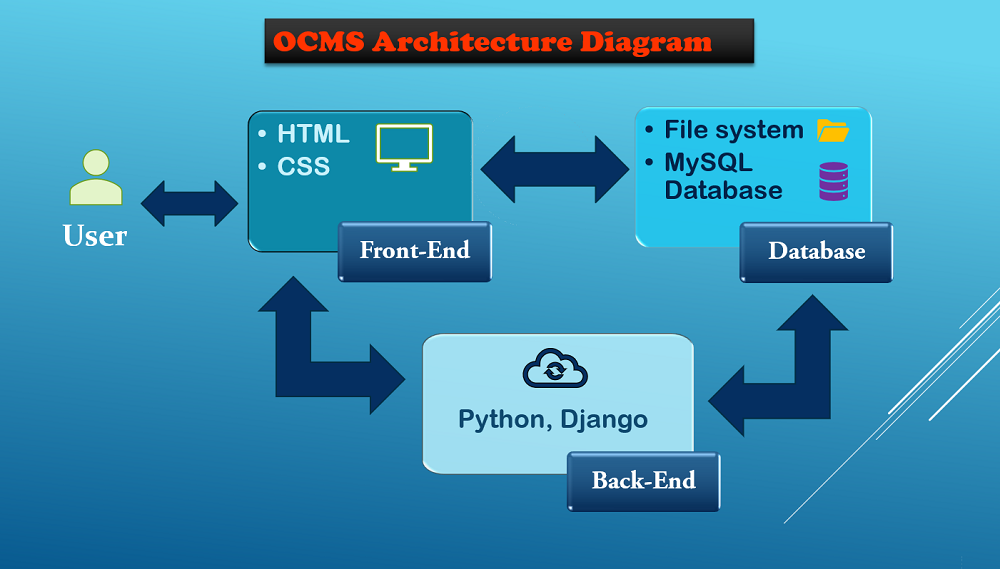 OCMS Architecture Diagram
User
• HTML
• CSS
Front-End
• File system
• MySQL
Database
Database
Python, Django
Back-End